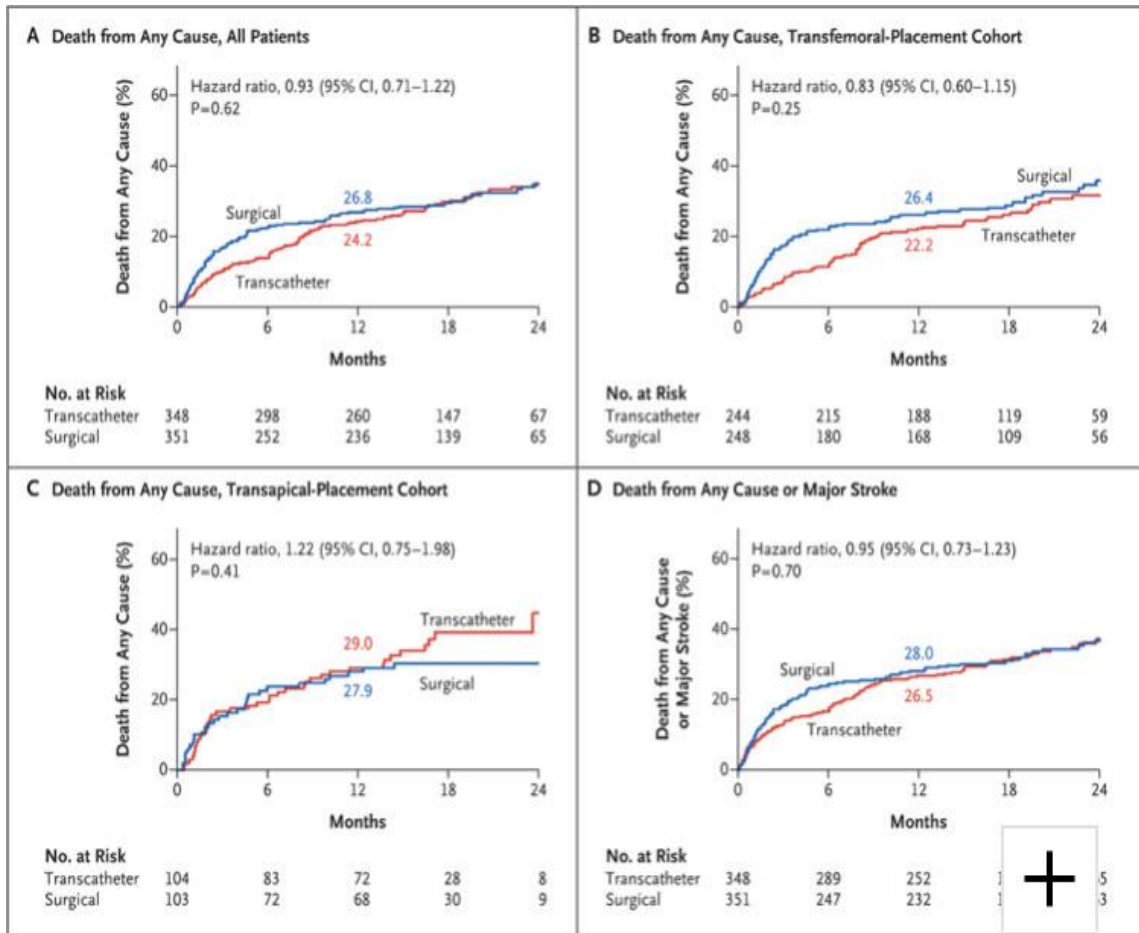 A Death from Any Cause, All Patients
Death from Any Cause (%)
Hazard ratio, 0.93 (95% CI, 0.71–1.22)
P=0.62
60
40
20
0
Surgical
26.8
24.2
Transcatheter
0 6 12 18 24
Months
No. at Risk
Transcatheter 348 298 260 147 67
Surgical 351 252 236 139 65
B Death from Any Cause, Transfemoral-Placement Cohort
Death from Any Cause (%)
Hazard ratio, 0.83 (95% CI, 0.60–1.15)
P=0.25
60
40
20
0
Surgical
26.4
22.2
Transcatheter
0 6 12 18 24
Months
No. at Risk
Transcatheter 244 215 188 119 59
Surgical 248 180 168 109 56
C Death from Any Cause, Transapical-Placement Cohort
Death from Any Cause (%)
Hazard ratio, 1.22 (95% CI, 0.75–1.98)
P=0.41
60
40
20
0
Transcatheter
29.0
27.9
Surgical
0 6 12 18 24
Months
No. at Risk
Transcatheter 104 83 72 28 8
Surgical 103 72 68 30 9
D Death from Any Cause or Major Stroke
Death from Any Cause
or Major Stroke (%)
Hazard ratio, 0.95 (95% CI, 0.73–1.23)
P=0.70
60
40
20
0
Surgical
28.0
26.5
Transcatheter
0 6 12 18 24
Months
No. at Risk
Transcatheter 348 289 252
Surgical 351 247 232